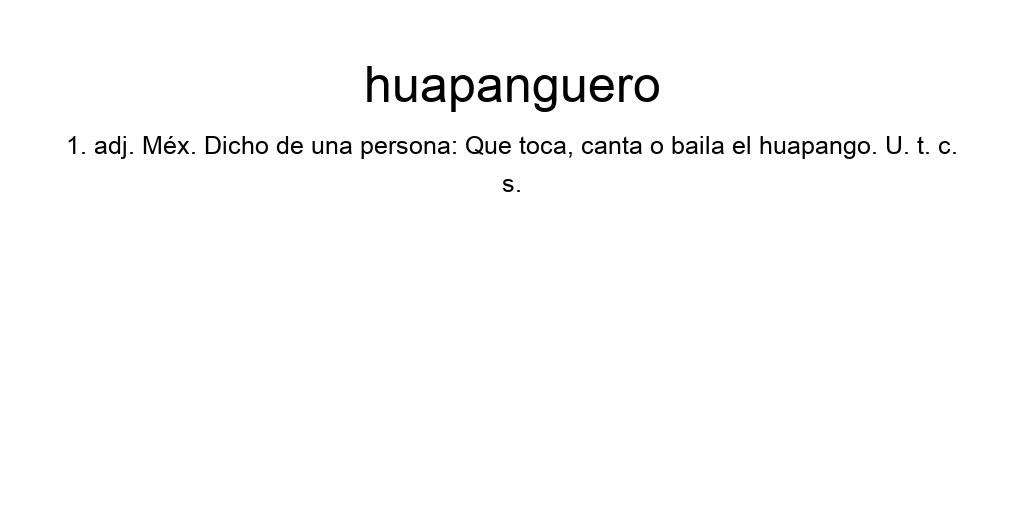 huapanguero
1. adj. Méx. Dicho de una persona: Que toca, canta o baila el huapango. U. t. c.
s.